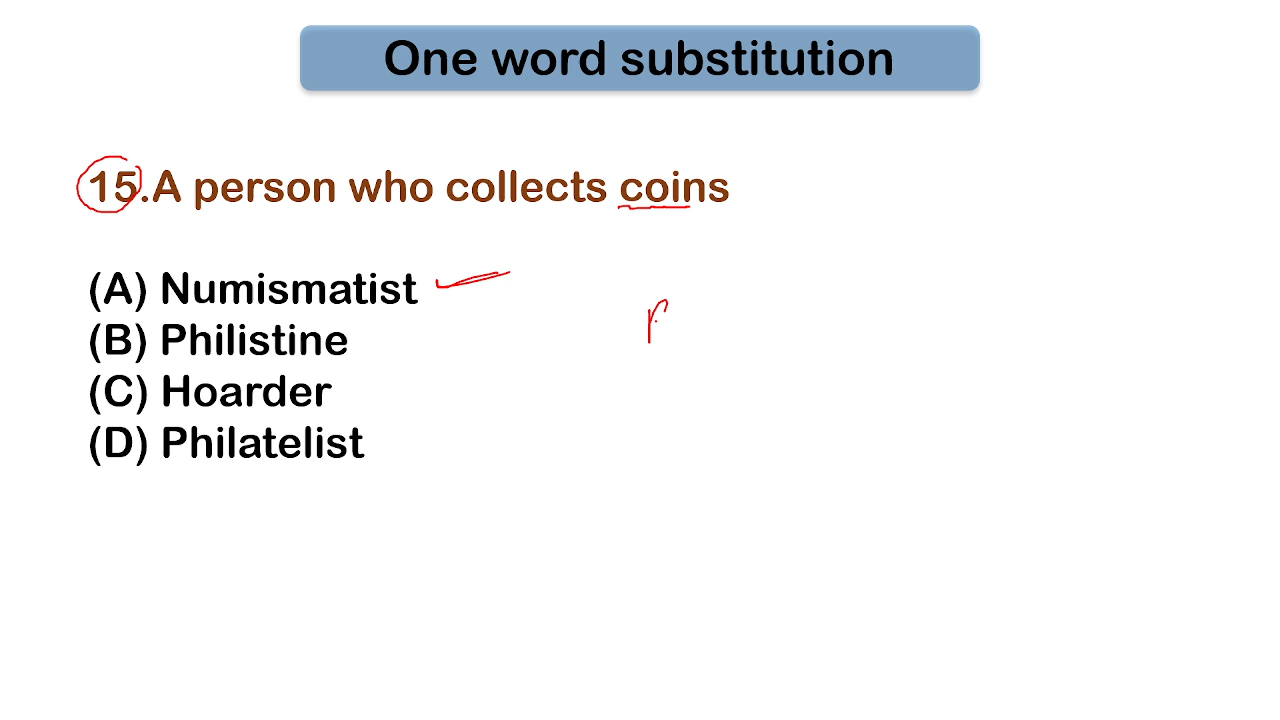 One word substitution
15.A person who collects coins
(A) Numismatist
(B) Philistine
(C) Hoarder
(D) Philatelist